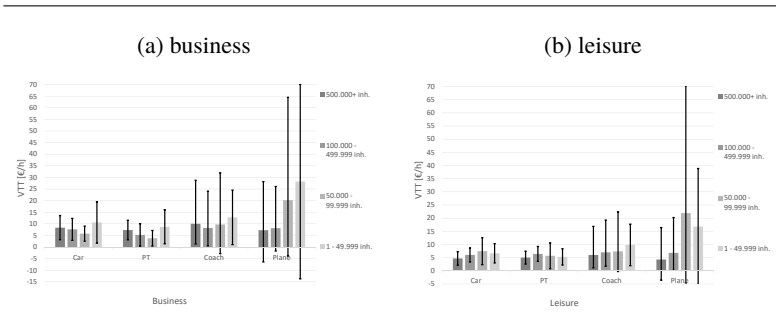 (a) business
70
65
60
55
50
45
40
35
30
25
20
15
10
5
0
-5
-10
-15
VTT [€/h]
Car
PT
Coach
Plane
Business
500.000+ inh.
100.000 -
499.999 inh.
50.000 -
99.999 inh.
1 - 49.999 inh.
(b) leisure
70
65
60
55
50
45
40
35
30
25
20
15
10
5
0
-5
VTT [€/h]
Car
PT
Coach
Plane
Leisure
500.000+ inh.
100.000 -
499.999 inh.
50.000 -
99.999 inh.
1 - 49.999 inh.